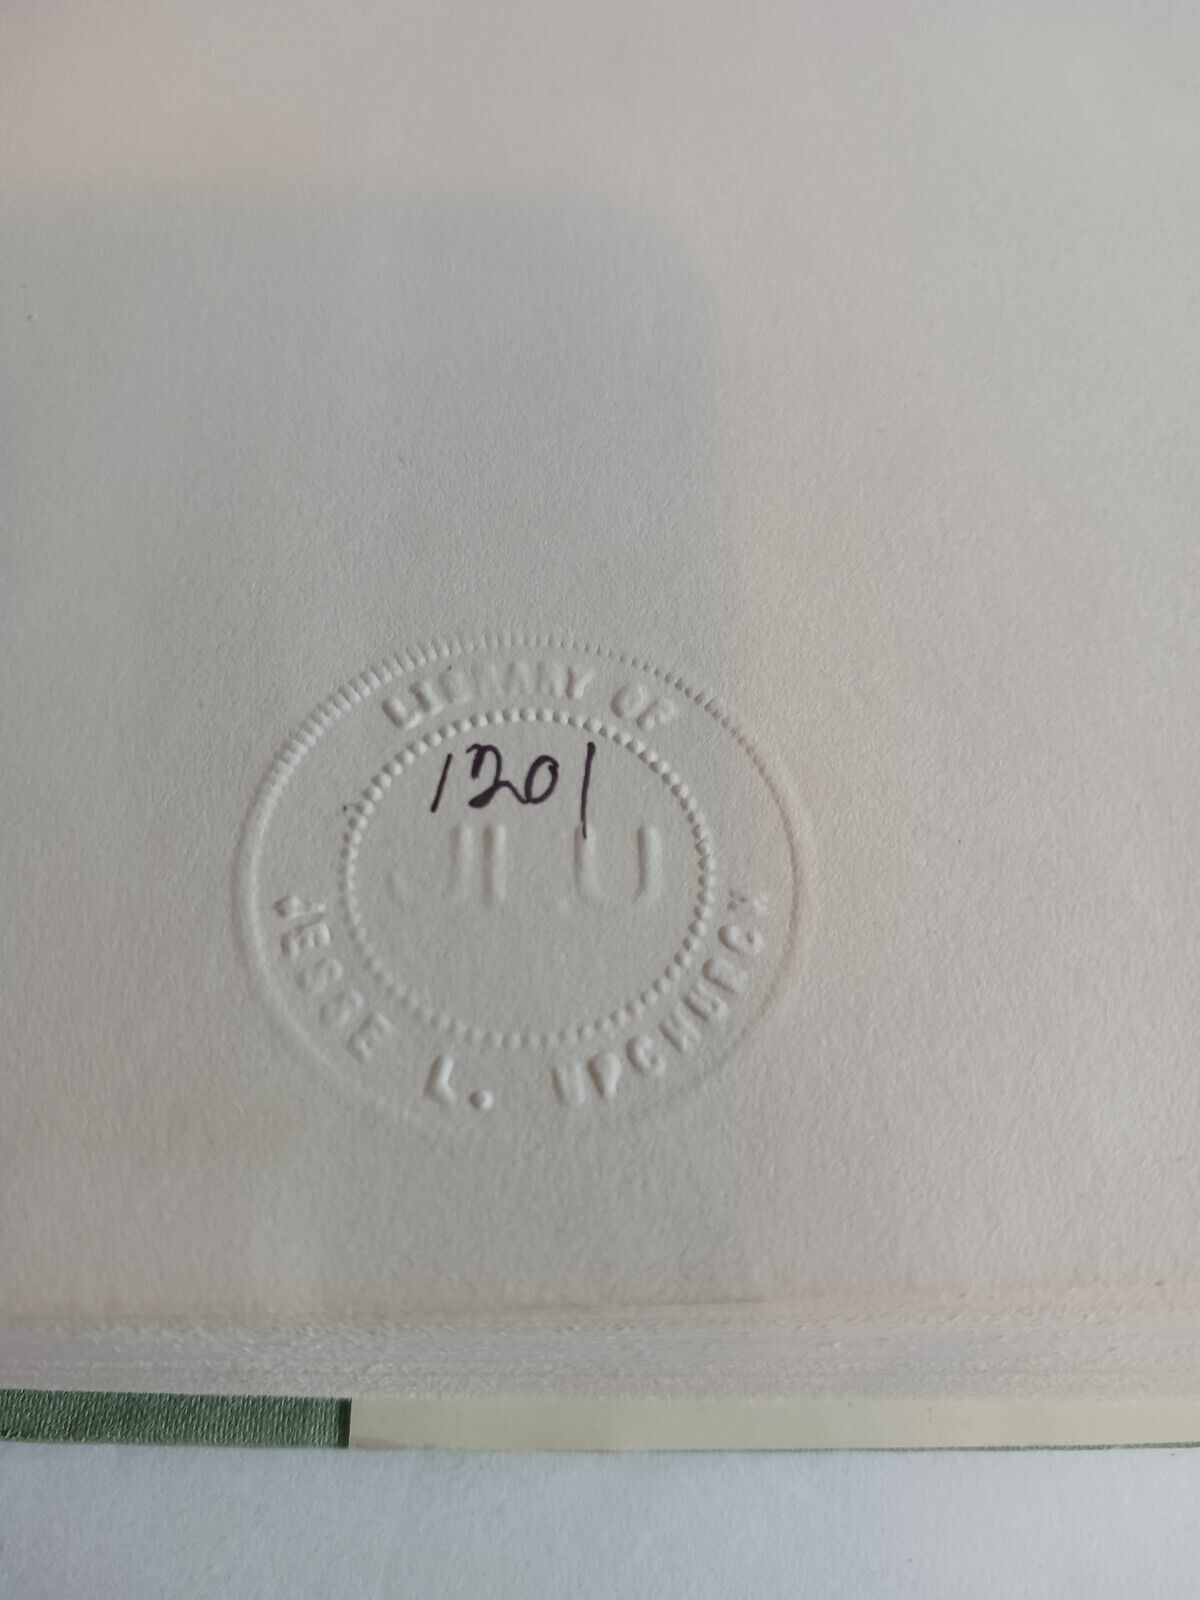 LIBRARY OF
1201
JLU
JESSE L. UPCHURCH